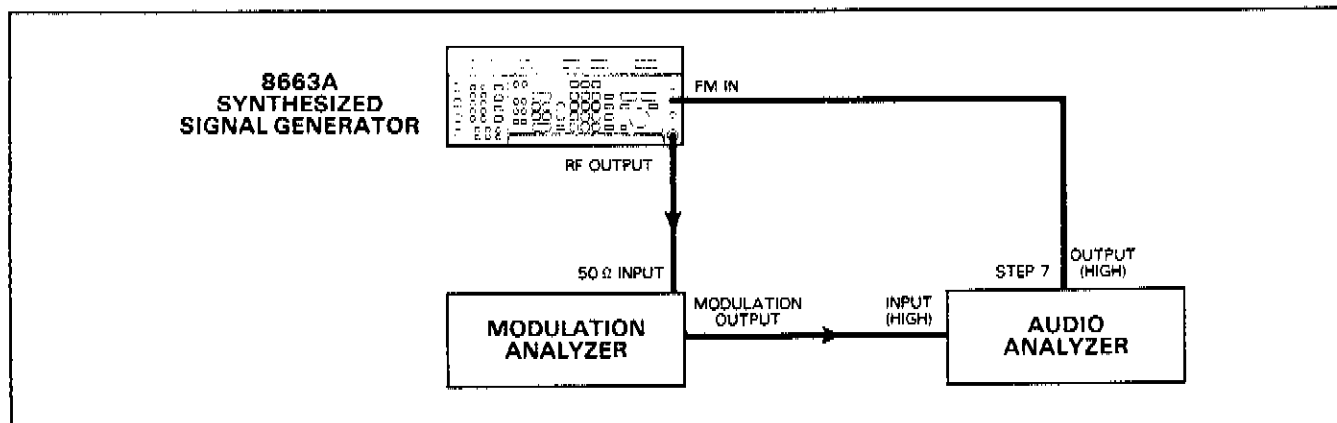 8663A
SYNTHESIZED
SIGNAL GENERATOR
FM IN
RF OUTPUT
50 Ω INPUT
STEP 7
OUTPUT
(HIGH)
MODULATION
ANALYZER
MODULATION
OUTPUT
INPUT
(HIGH)
AUDIO
ANALYZER